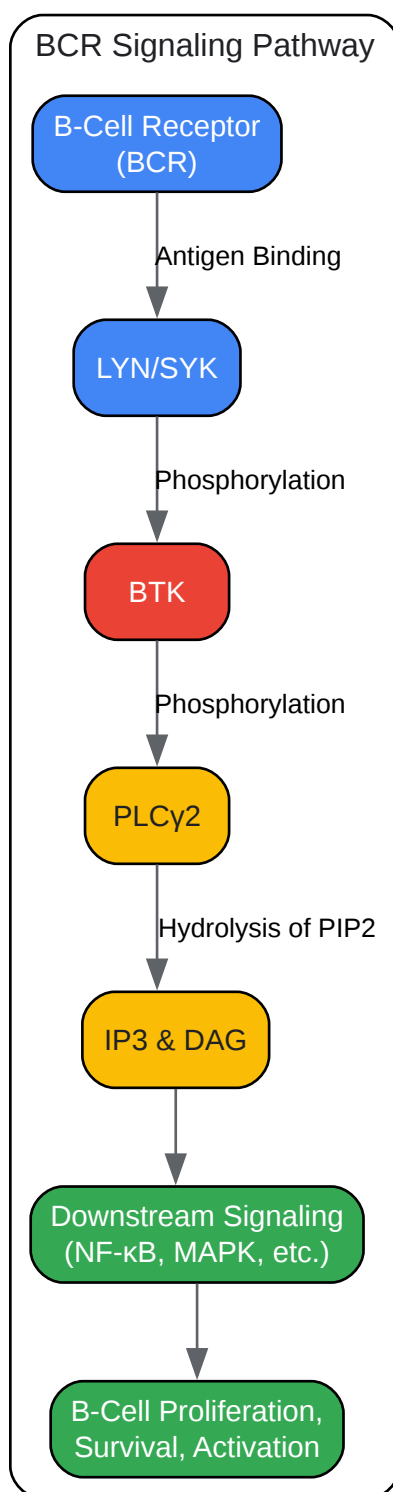 BCR Signaling Pathway
B-Cell Receptor
(BCR)
Antigen Binding
LYN/SYK
Phosphorylation
BTK
Phosphorylation
PLCγ2
Hydrolysis of PIP2
IP3 & DAG
Downstream Signaling
(NF-κB, MAPK, etc.)
B-Cell Proliferation,
Survival, Activation